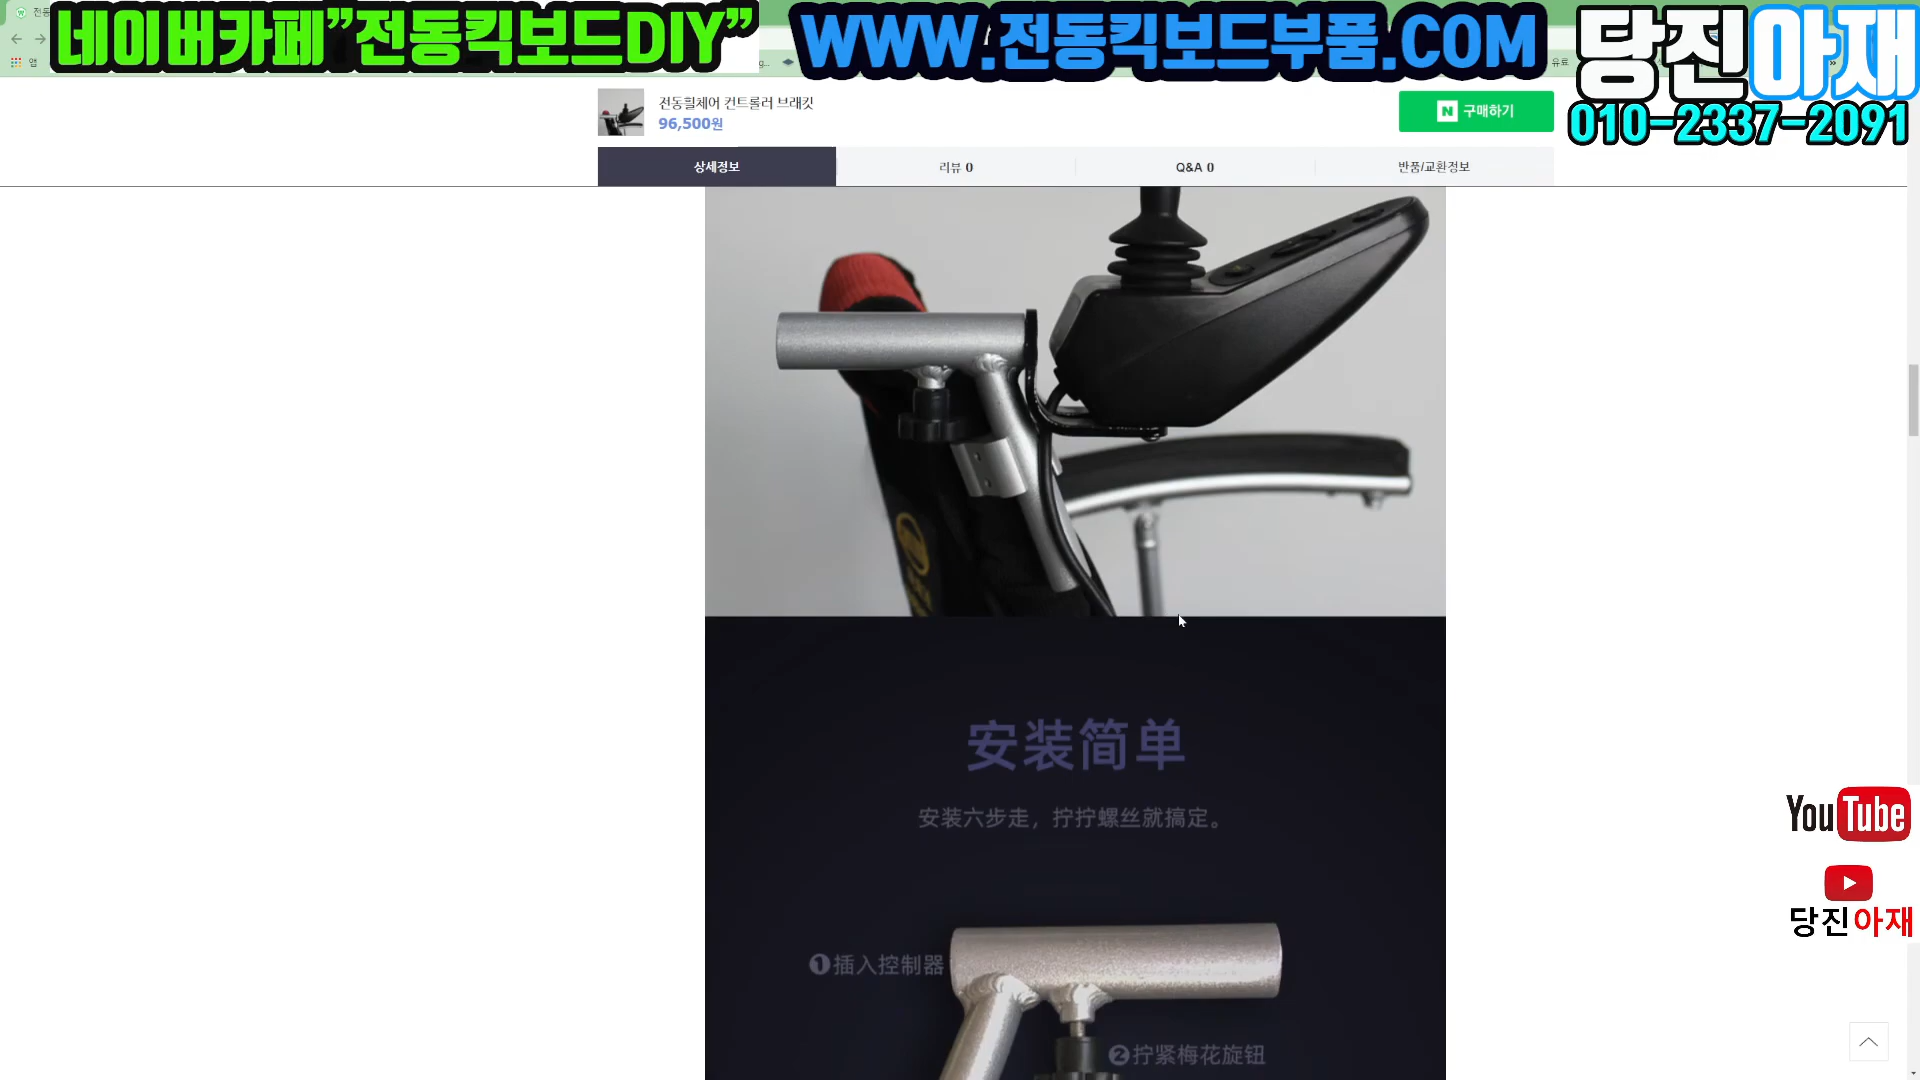 네이버카페"전동킥보드DIY"
WWW.전동킥보드부품.COM
당진아재
010-2337-2091
전동
앱
유료
전동휠체어 컨트롤러 브래킷
96,500원
N 구매하기
상세정보
리뷰 0
Q&A 0
반품/교환정보
安装简单
安装六步走，拧拧螺丝就搞定。
❶插入控制器
❷拧紧梅花旋钮
YouTube
당진아재